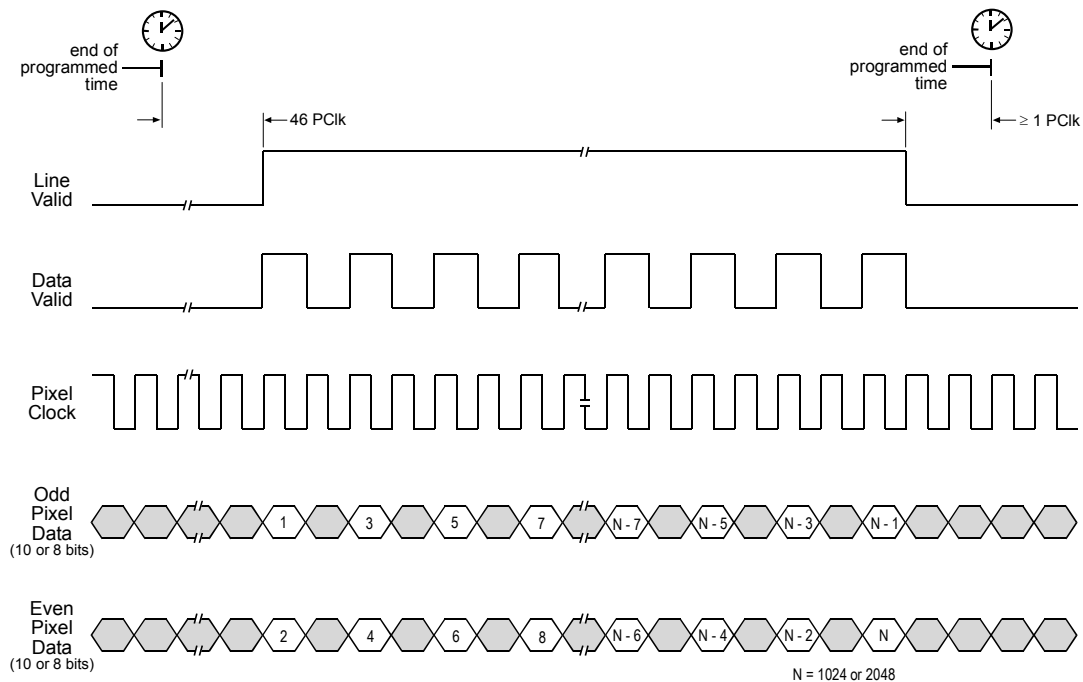 end of
programmed
time
end of
programmed
time
46 PClk
≥ 1 PClk
Line
Valid
Data
Valid
Pixel
Clock
Odd
Pixel
Data
(10 or 8 bits)
1 3 5 7 N - 7 N - 5 N - 3 N - 1
Even
Pixel
Data
(10 or 8 bits)
2 4 6 8 N - 6 N - 4 N - 2 N
N = 1024 or 2048